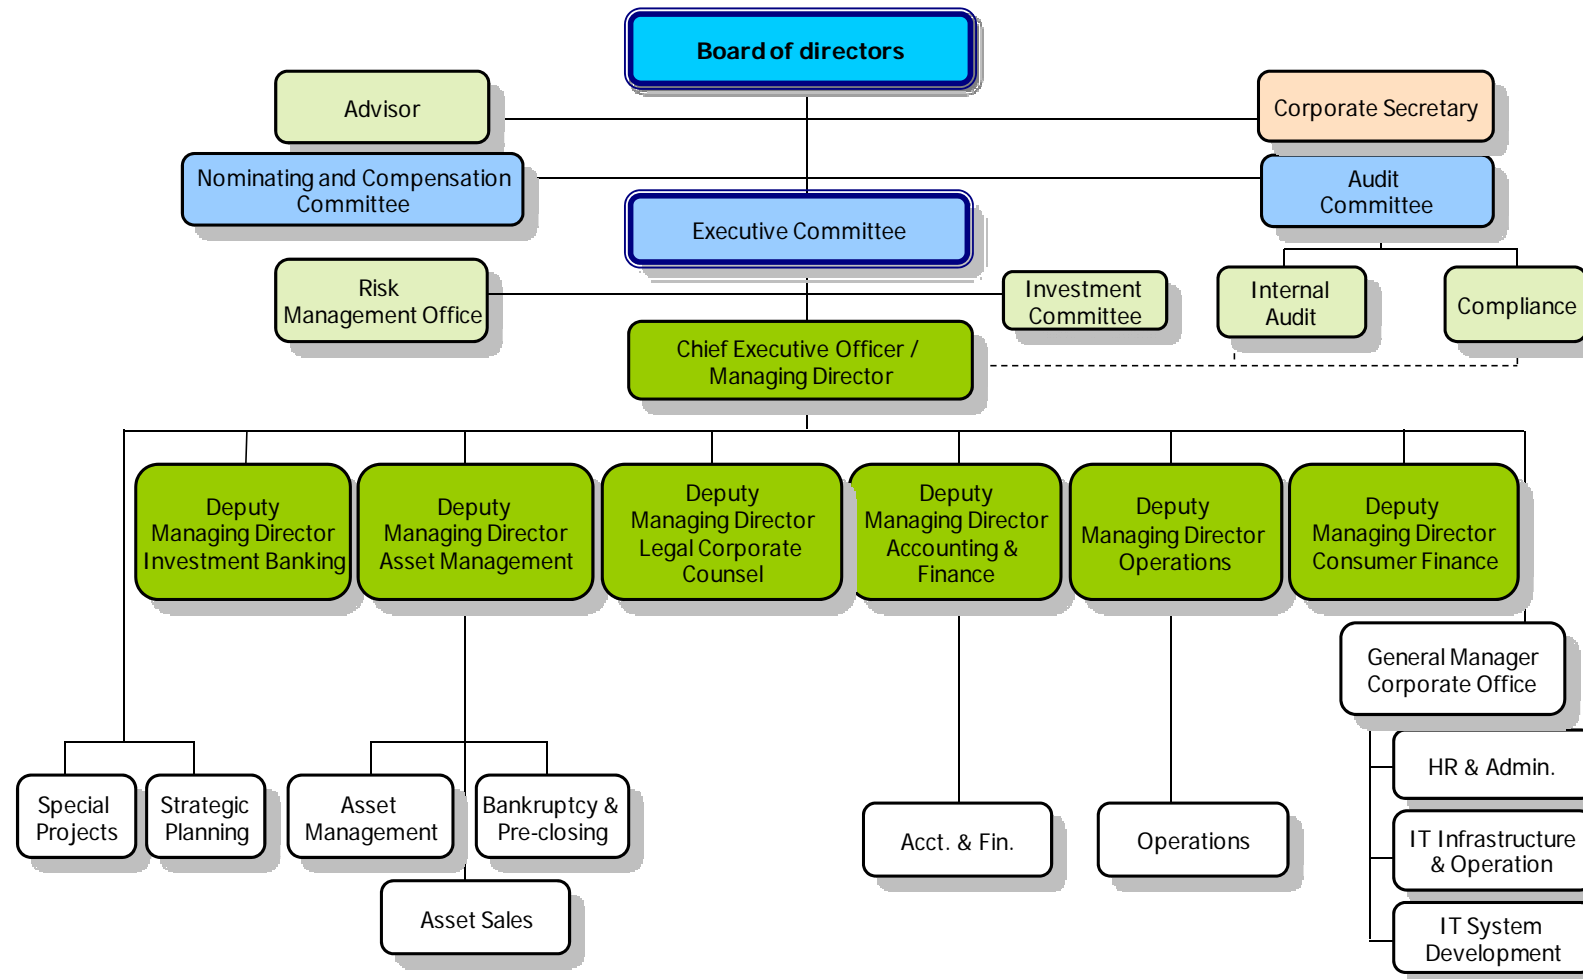 Board of directors
Advisor
Corporate Secretary
Nominating and Compensation
Committee
Audit
Committee
Executive Committee
Risk
Management Office
Investment
Committee
Internal
Audit
Compliance
Chief Executive Officer /
Managing Director
Deputy
Managing Director
Investment Banking
Deputy
Managing Director
Asset Management
Deputy
Managing Director
Legal Corporate
Counsel
Deputy
Managing Director
Accounting &
Finance
Deputy
Managing Director
Operations
Deputy
Managing Director
Consumer Finance
General Manager
Corporate Office
Special
Projects
Strategic
Planning
Asset
Management
Bankruptcy &
Pre-closing
Asset Sales
Acct. & Fin.
Operations
HR & Admin.
IT Infrastructure
& Operation
IT System
Development